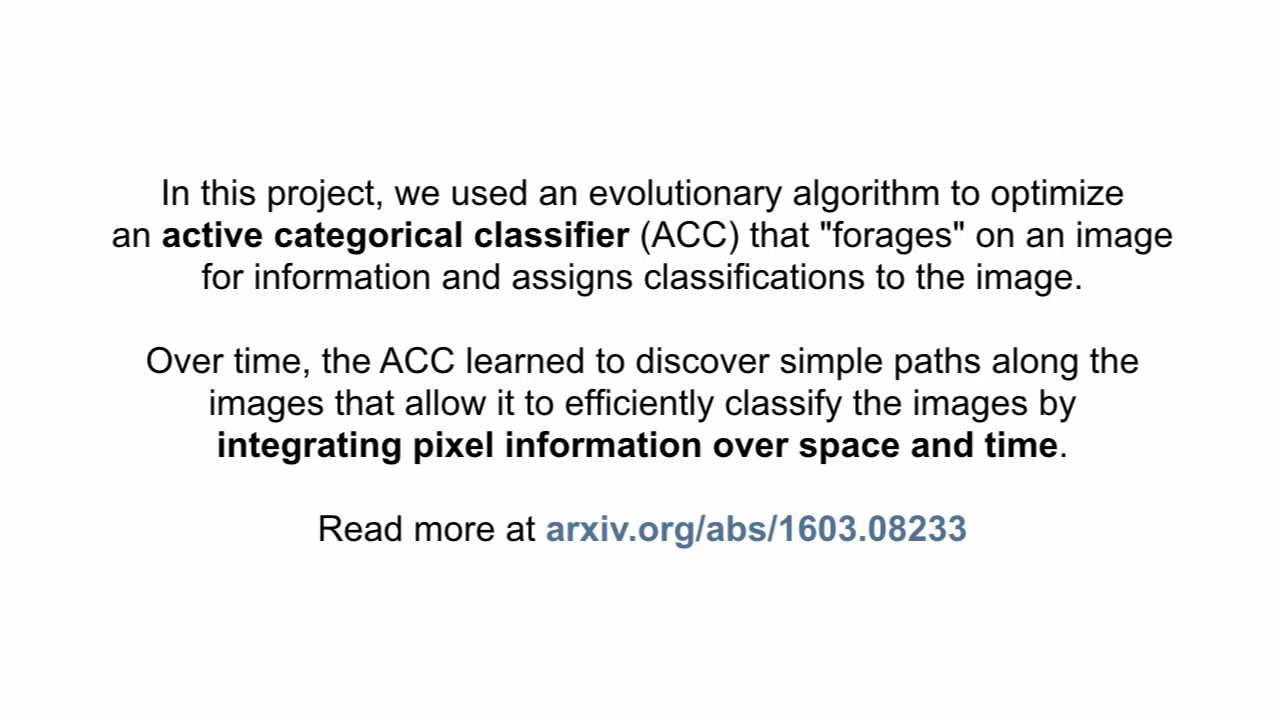 In this project, we used an evolutionary algorithm to optimize
an active categorical classifier (ACC) that "forages" on an image
for information and assigns classifications to the image.
Over time, the ACC learned to discover simple paths along the
images that allow it to efficiently classify the images by
integrating pixel information over space and time.
Read more at arxiv.org/abs/1603.08233